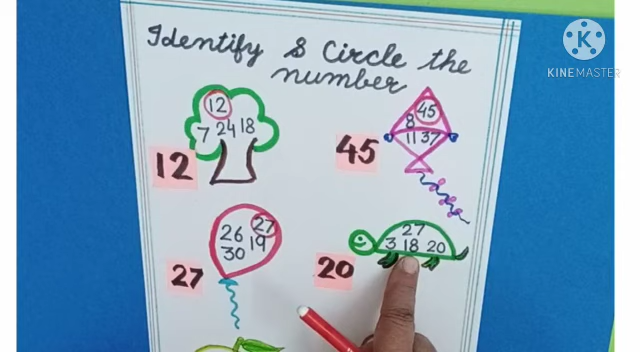 Identify & Circle the
number
12
12
7 24 18
45
45
8
11 37
27
26 27
30 19
20
27
3 18 20
KINEMASTER